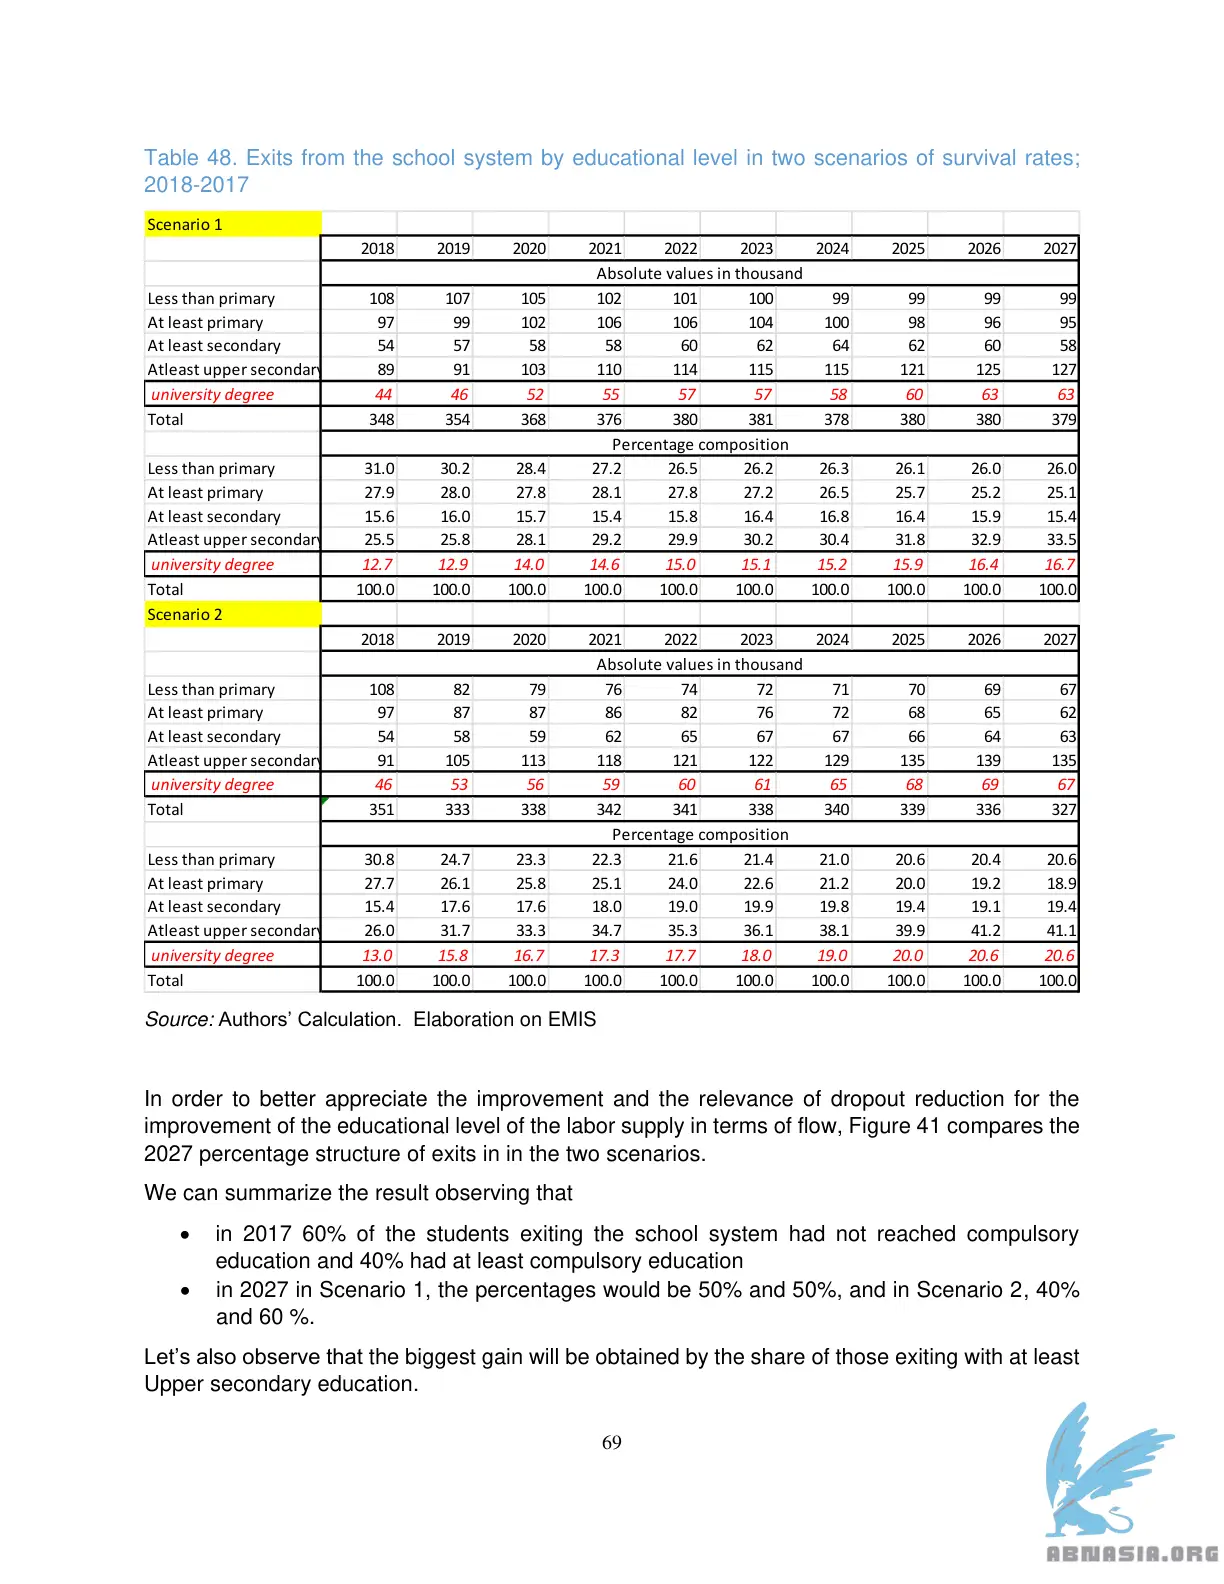 Table 48. Exits from the school system by educational level in two scenarios of survival rates;
2018-2017
Scenario 1
2018 2019 2020 2021 2022 2023 2024 2025 2026 2027
Absolute values in thousand
Less than primary 108 107 105 102 101 100 99 99 99 99
At least primary 97 99 102 106 106 104 100 98 96 95
At least secondary 54 57 58 58 60 62 64 62 60 58
Atleast upper secondary 89 91 103 110 114 115 115 121 125 127
university degree 44 46 52 55 57 57 58 60 63 63
Total 348 354 368 376 380 381 378 380 380 379
Percentage composition
Less than primary 31.0 30.2 28.4 27.2 26.5 26.2 26.3 26.1 26.0 26.0
At least primary 27.9 28.0 27.8 28.1 27.8 27.2 26.5 25.7 25.2 25.1
At least secondary 15.6 16.0 15.7 15.4 15.8 16.4 16.8 16.4 15.9 15.4
Atleast upper secondary 25.5 25.8 28.1 29.2 29.9 30.2 30.4 31.8 32.9 33.5
university degree 12.7 12.9 14.0 14.6 15.0 15.1 15.2 15.9 16.4 16.7
Total 100.0 100.0 100.0 100.0 100.0 100.0 100.0 100.0 100.0 100.0
Scenario 2
2018 2019 2020 2021 2022 2023 2024 2025 2026 2027
Absolute values in thousand
Less than primary 108 82 79 76 74 72 71 70 69 67
At least primary 97 87 87 86 82 76 72 68 65 62
At least secondary 54 58 59 62 65 67 67 66 64 63
Atleast upper secondary 91 105 113 118 121 122 129 135 139 135
university degree 46 53 56 59 60 61 65 68 69 67
Total 351 333 338 342 341 338 340 339 336 327
Percentage composition
Less than primary 30.8 24.7 23.3 22.3 21.6 21.4 21.0 20.6 20.4 20.6
At least primary 27.7 26.1 25.8 25.1 24.0 22.6 21.2 20.0 19.2 18.9
At least secondary 15.4 17.6 17.6 18.0 19.0 19.9 19.8 19.4 19.1 19.4
Atleast upper secondary 26.0 31.7 33.3 34.7 35.3 36.1 38.1 39.9 41.2 41.1
university degree 13.0 15.8 16.7 17.3 17.7 18.0 19.0 20.0 20.6 20.6
Total 100.0 100.0 100.0 100.0 100.0 100.0 100.0 100.0 100.0 100.0
Source: Authors’ Calculation. Elaboration on EMIS
In order to better appreciate the improvement and the relevance of dropout reduction for the
improvement of the educational level of the labor supply in terms of flow, Figure 41 compares the
2027 percentage structure of exits in in the two scenarios.
We can summarize the result observing that
• in 2017 60% of the students exiting the school system had not reached compulsory
education and 40% had at least compulsory education
• in 2027 in Scenario 1, the percentages would be 50% and 50%, and in Scenario 2, 40%
and 60 %.
Let’s also observe that the biggest gain will be obtained by the share of those exiting with at least
Upper secondary education.
69
ABNASIA.ORG